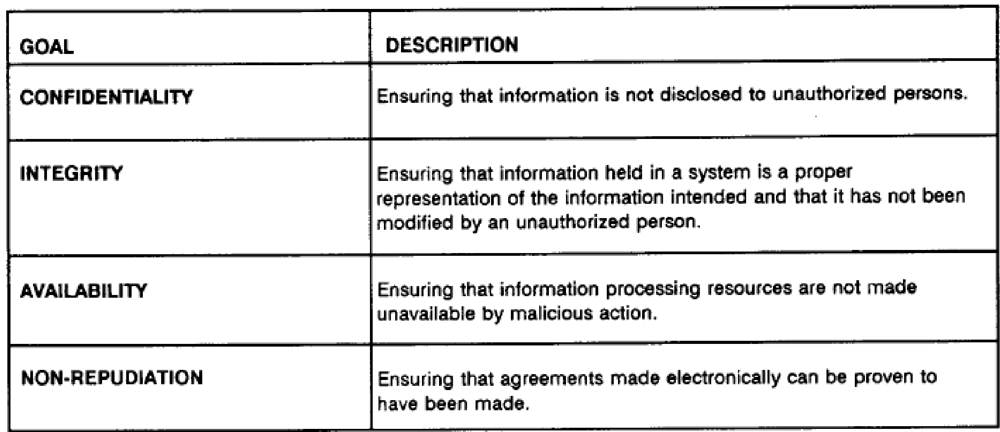 GOAL
DESCRIPTION
CONFIDENTIALITY
Ensuring that information is not disclosed to unauthorized persons.
INTEGRITY
Ensuring that information held in a system is a proper
representation of the information intended and that it has not been
modified by an unauthorized person.
AVAILABILITY
Ensuring that information processing resources are not made
unavailable by malicious action.
NON-REPUDIATION
Ensuring that agreements made electronically can be proven to
have been made.